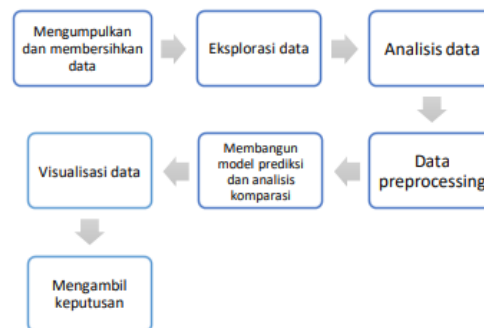 Mengumpulkan
dan membersihkan
data
Eksplorasi data
Analisis data
Data
preprocessing
Membangun
model prediksi
dan analisis
komparasi
Visualisasi data
Mengambil
keputusan